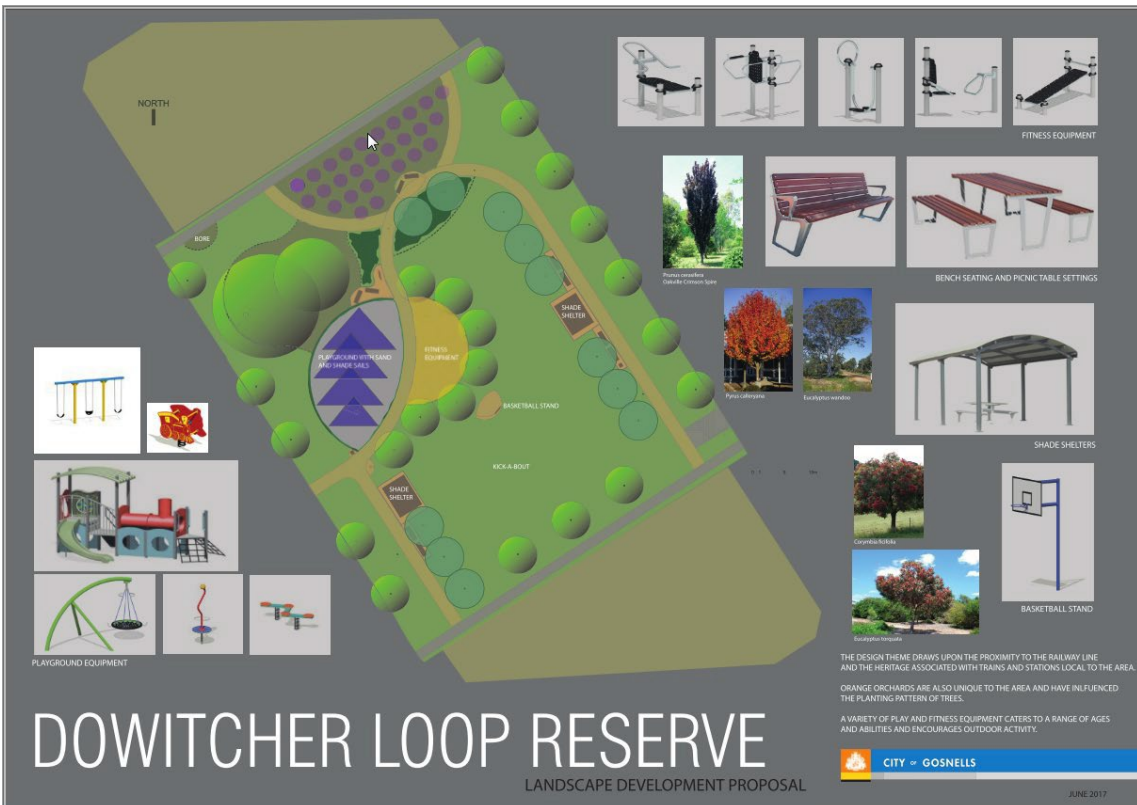 NORTH
FITNESS EQUIPMENT
Prunus cerasifera
Oakville Crimson Spire
BENCH SEATING AND PICNIC TABLE SETTINGS
BORE
SHADE
SHELTER
PLAYGROUND WITH SAND
AND SHADE SAILS
FITNESS
EQUIPMENT
Pyrus calleryana
Eucalyptus wandoo
BASKETBALL STAND
SHADE SHELTERS
KICK-A-BOUT
SHADE
SHELTER
Corymbia ficifolia
BASKETBALL STAND
Eucalyptus torquata
PLAYGROUND EQUIPMENT
THE DESIGN THEME DRAWS UPON THE PROXIMITY TO THE RAILWAY LINE
AND THE HERITAGE ASSOCIATED WITH TRAINS AND STATIONS LOCAL TO THE AREA.
ORANGE ORCHARDS ARE ALSO UNIQUE TO THE AREA AND HAVE INLFUENCED
THE PLANTING PATTERN OF TREES.
A VARIETY OF PLAY AND FITNESS EQUIPMENT CATERS TO A RANGE OF AGES
AND ABILITIES AND ENCOURAGES OUTDOOR ACTIVITY.
DOWITCHER LOOP RESERVE
LANDSCAPE DEVELOPMENT PROPOSAL
CITY OF GOSNELLS
JUNE 2017